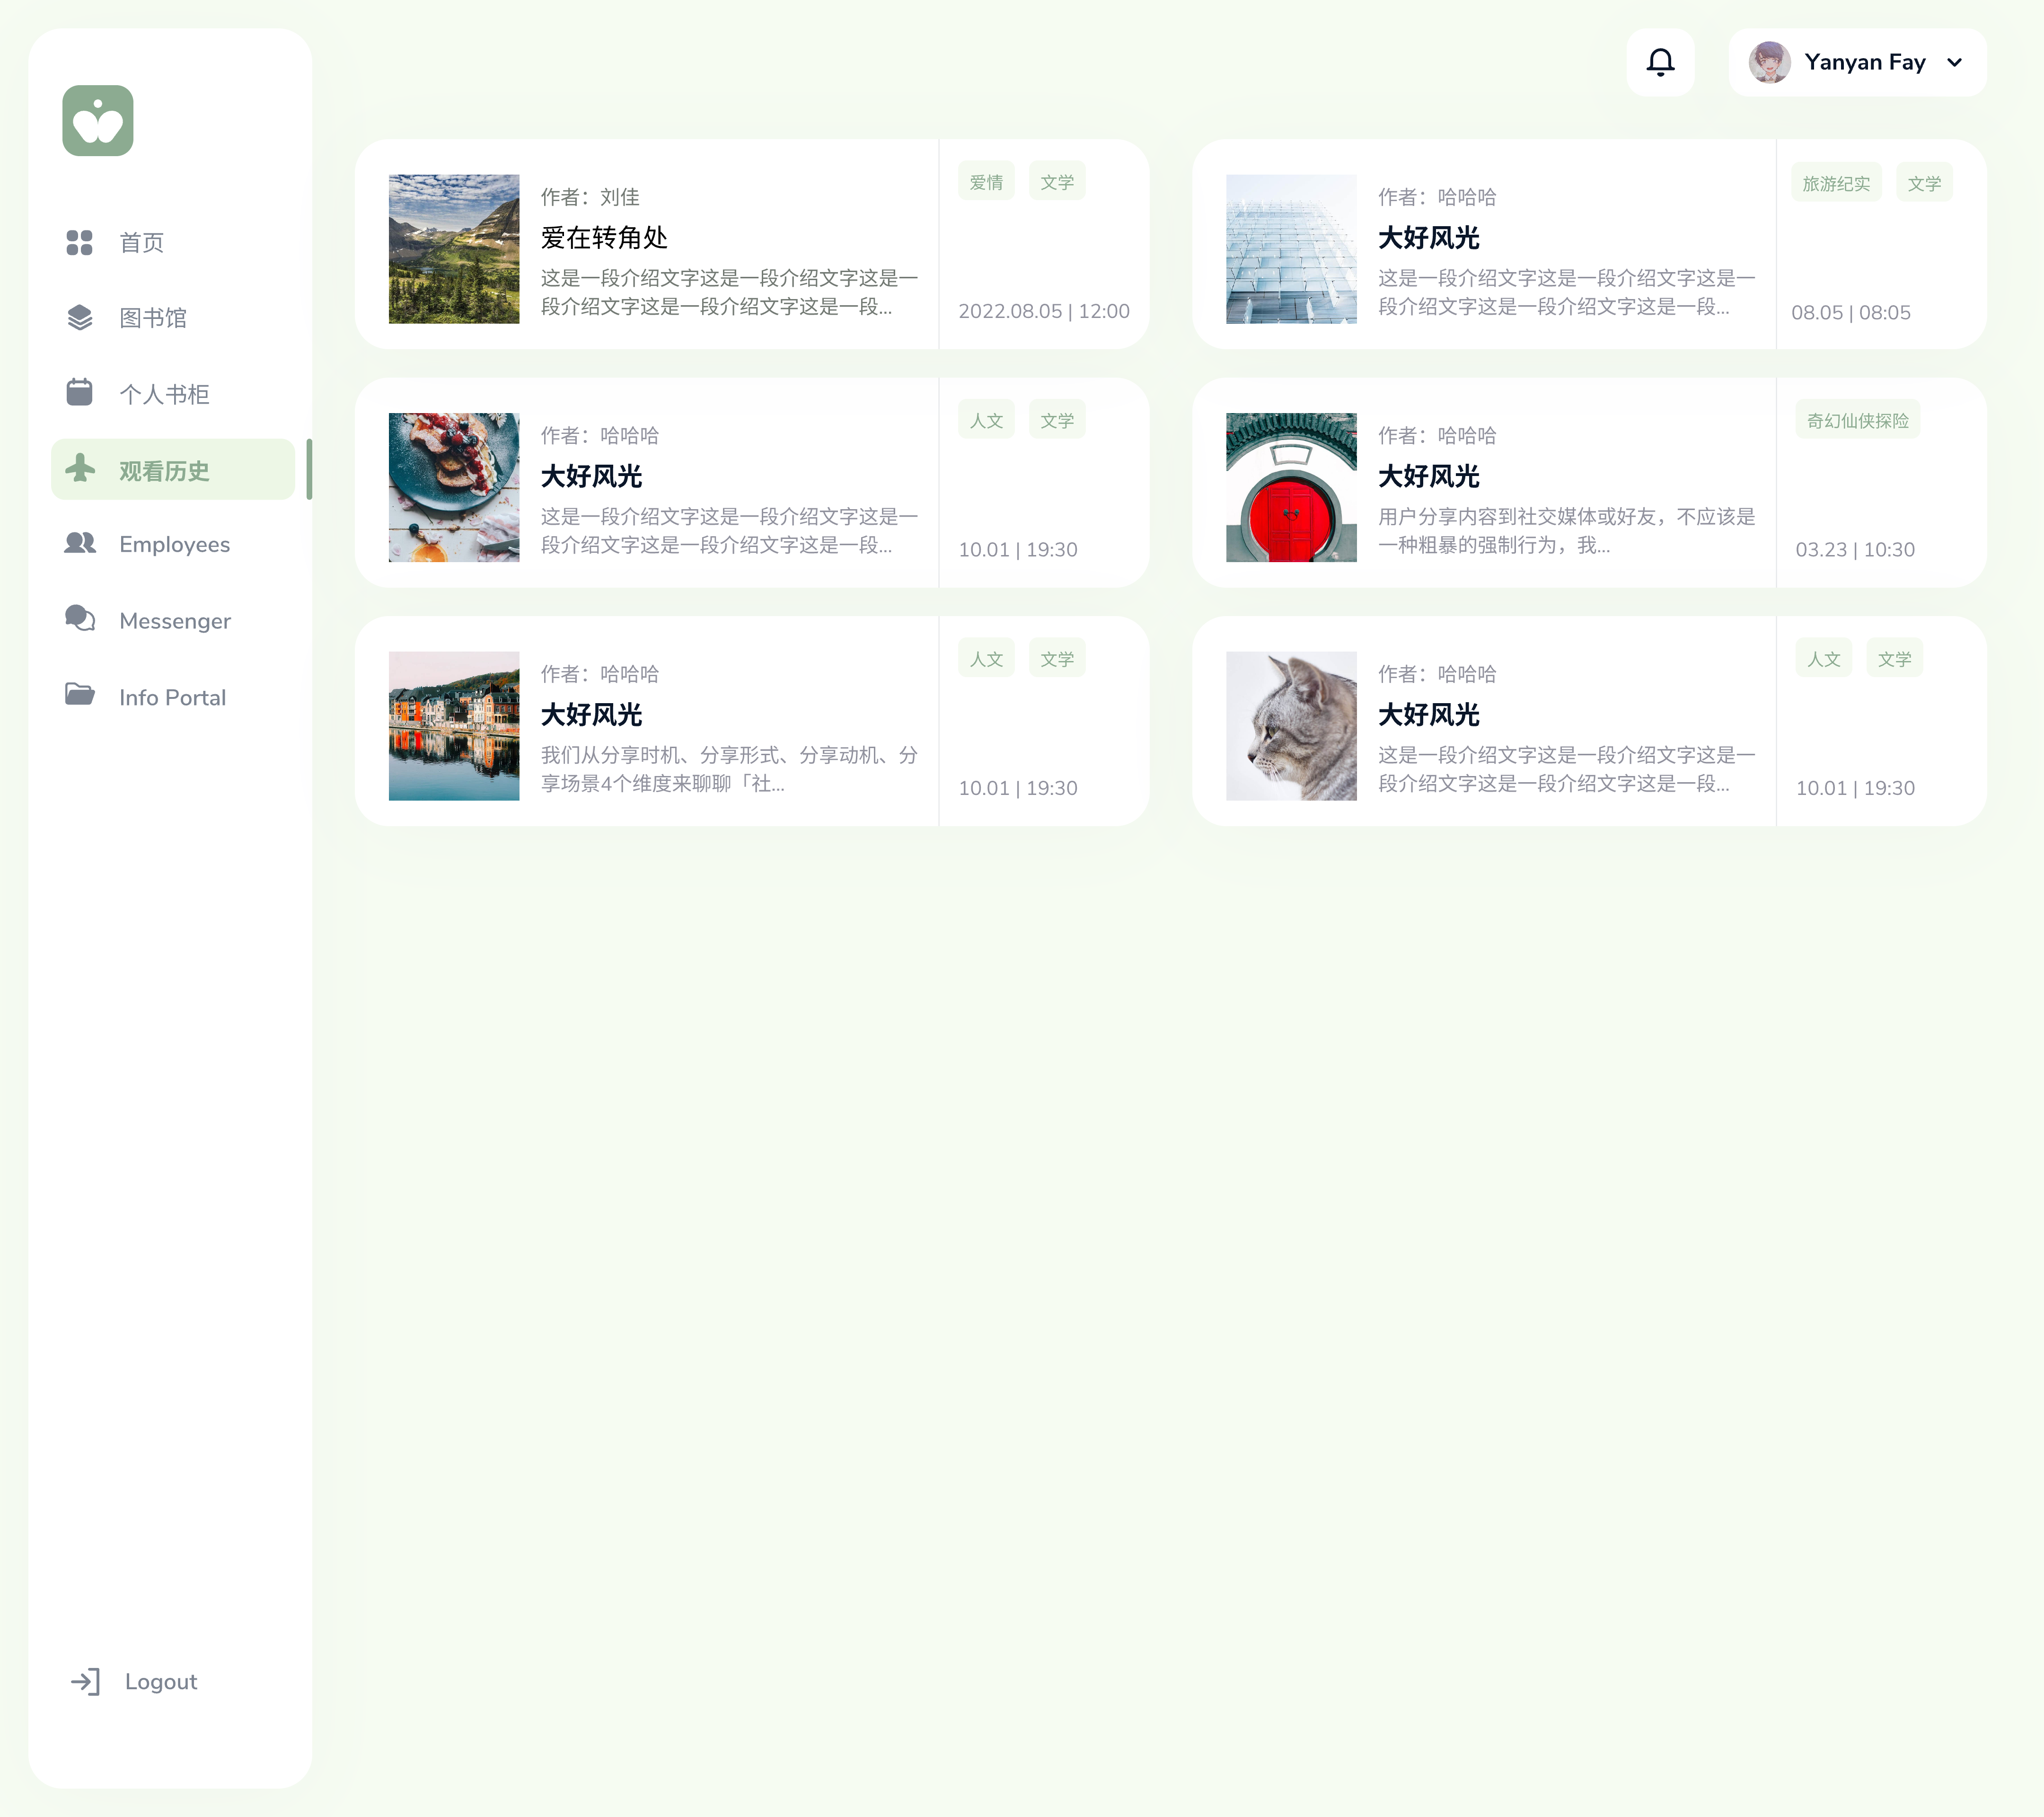 Yanyan Fay
首页
图书馆
个人书柜
观看历史
Employees
Messenger
Info Portal
Logout
作者：刘佳
爱在转角处
这是一段介绍文字这是一段介绍文字这是一
段介绍文字这是一段介绍文字这是一段...
爱情 文学
2022.08.05 | 12:00
作者：哈哈哈
大好风光
这是一段介绍文字这是一段介绍文字这是一
段介绍文字这是一段介绍文字这是一段...
旅游纪实 文学
08.05 | 08:05
作者：哈哈哈
大好风光
这是一段介绍文字这是一段介绍文字这是一
段介绍文字这是一段介绍文字这是一段...
人文 文学
10.01 | 19:30
作者：哈哈哈
大好风光
用户分享内容到社交媒体或好友，不应该是
一种粗暴的强制行为，我...
奇幻仙侠探险
03.23 | 10:30
作者：哈哈哈
大好风光
我们从分享时机、分享形式、分享动机、分
享场景4个维度来聊聊「社...
人文 文学
10.01 | 19:30
作者：哈哈哈
大好风光
这是一段介绍文字这是一段介绍文字这是一
段介绍文字这是一段介绍文字这是一段...
人文 文学
10.01 | 19:30